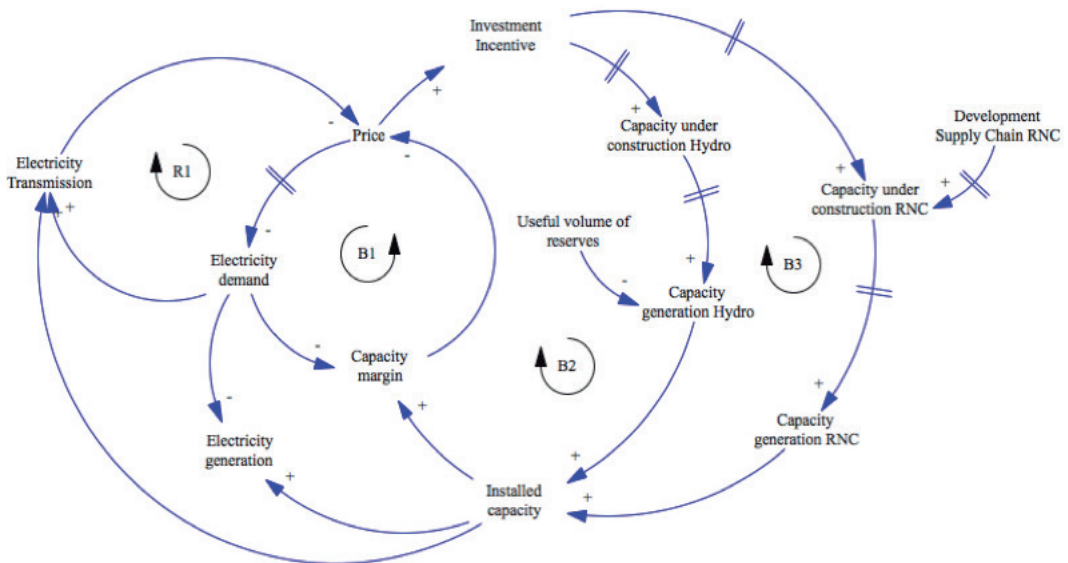 Investment
Incentive
+
-
Price
-
+
Capacity under
construction Hydro
Development
Supply Chain RNC
Electricity
Transmission
R1
+
+
Capacity under
construction RNC
++
Useful volume of
reserves
-
Electricity
demand
B1
+
B3
-
Capacity
generation Hydro
-
Capacity
margin
B2
-
+
+
Capacity
generation RNC
Electricity
generation
+
+
Installed
capacity
+